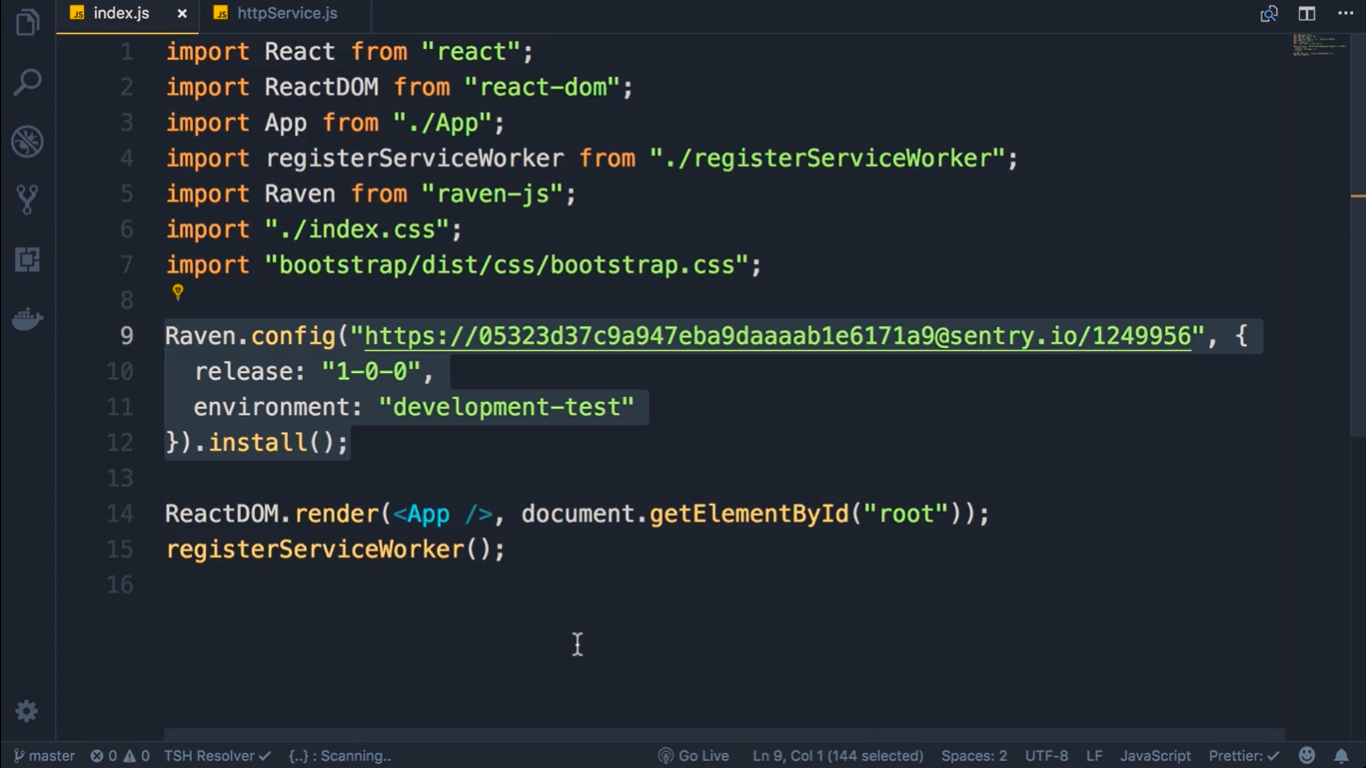 JS index.js × JS httpService.js
1 import React from "react";
2 import ReactDOM from "react-dom";
3 import App from "./App";
4 import registerServiceWorker from "./registerServiceWorker";
5 import Raven from "raven-js";
6 import "./index.css";
7 import "bootstrap/dist/css/bootstrap.css";
8
9 Raven.config("https://05323d37c9a947eba9daaaab1e6171a9@sentry.io/1249956", {
10 release: "1-0-0",
11 environment: "development-test"
12 }).install();
13
14 ReactDOM.render(<App />, document.getElementById("root"));
15 registerServiceWorker();
16
master 0 0 TSH Resolver ✓ {..} : Scanning.. Go Live Ln 9, Col 1 (144 selected) Spaces: 2 UTF-8 LF JavaScript Prettier: ✓